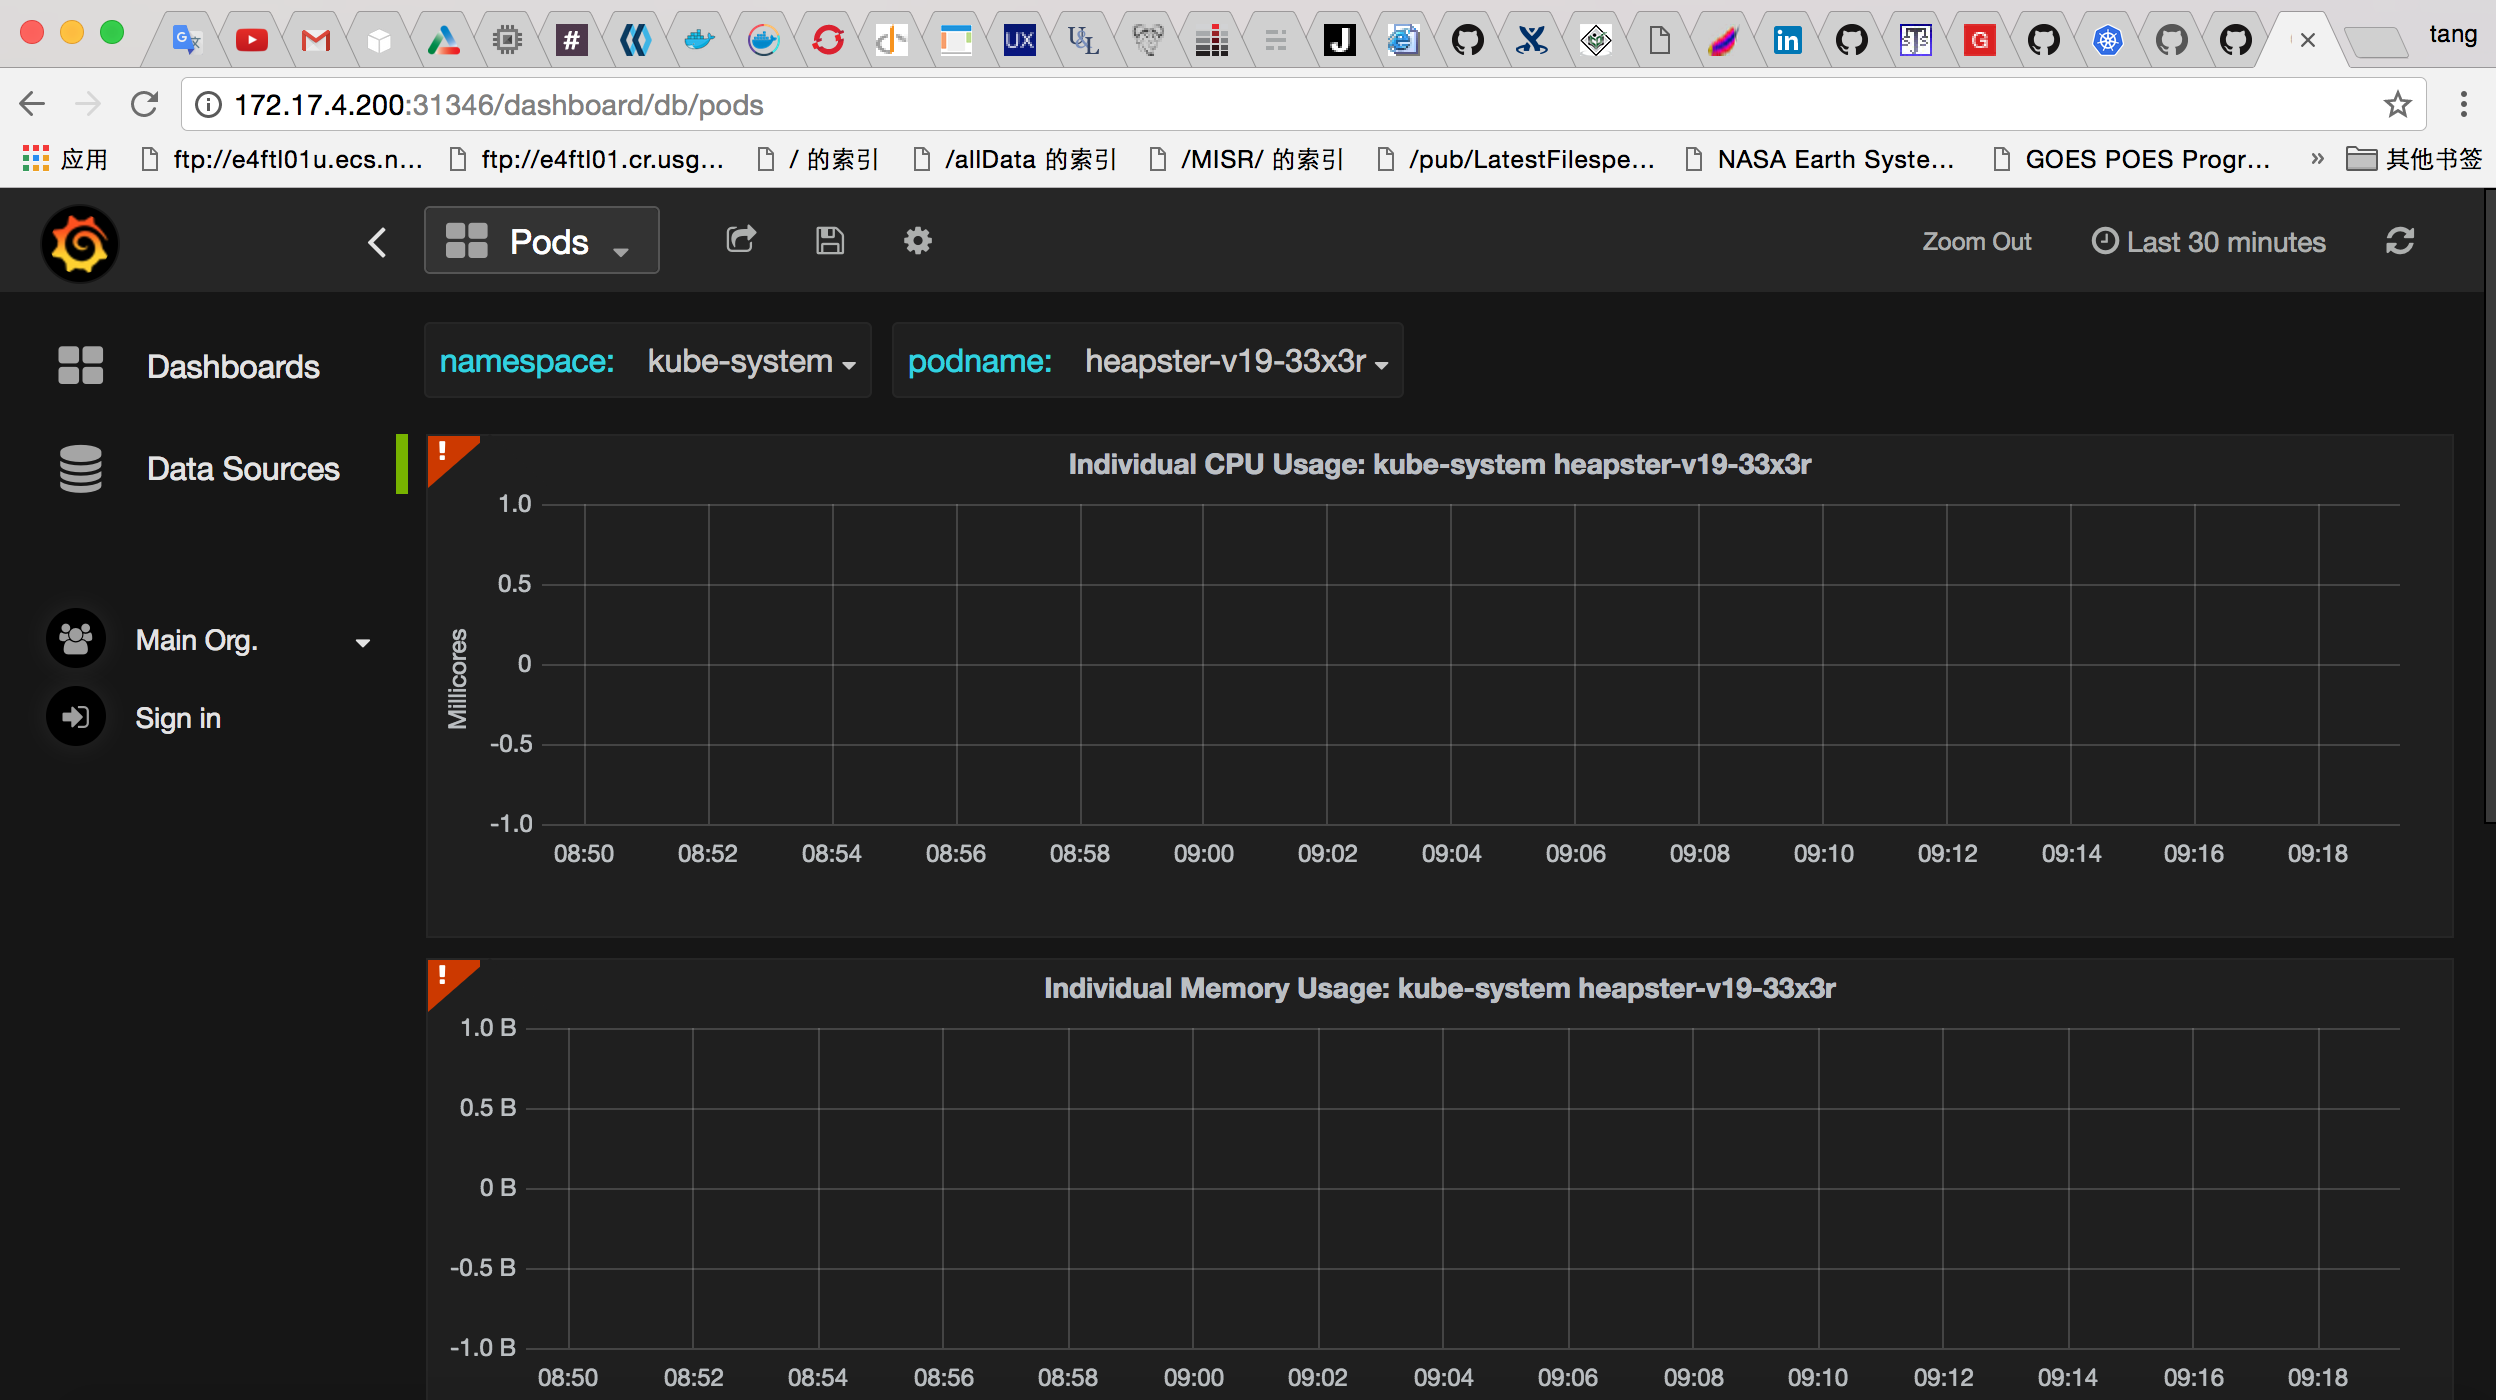 tang
172.17.4.200:31346/dashboard/db/pods
应用 ftp://e4ftl01u.ecs.n... ftp://e4ftl01.cr.usg... / 的索引 /allData 的索引 /MISR/ 的索引 /pub/LatestFilespe... NASA Earth Syste... GOES POES Progr... » 其他书签
Pods
Zoom Out Last 30 minutes
Dashboards
Data Sources
Main Org.
Sign in
namespace: kube-system podname: heapster-v19-33x3r
!
Individual CPU Usage: kube-system heapster-v19-33x3r
1.0
0.5
0
-0.5
-1.0
Millicores
08:50 08:52 08:54 08:56 08:58 09:00 09:02 09:04 09:06 09:08 09:10 09:12 09:14 09:16 09:18
!
Individual Memory Usage: kube-system heapster-v19-33x3r
1.0 B
0.5 B
0 B
-0.5 B
-1.0 B
08:50 08:52 08:54 08:56 08:58 09:00 09:02 09:04 09:06 09:08 09:10 09:12 09:14 09:16 09:18